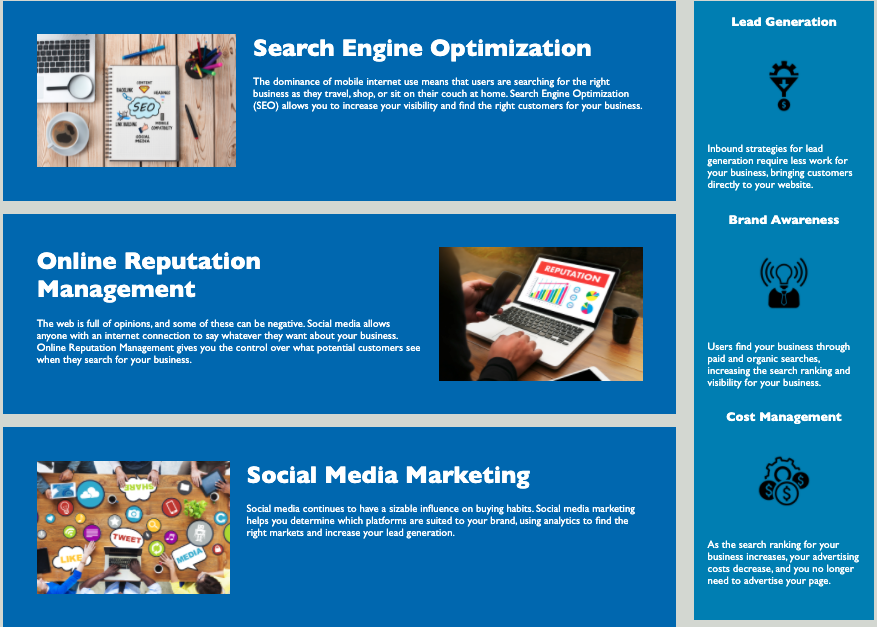 Search Engine Optimization
The dominance of mobile internet use means that users are searching for the right
business as they travel, shop, or sit on their couch at home. Search Engine Optimization
(SEO) allows you to increase your visibility and find the right customers for your business.
CONTENT
BACKLINK
KEYWORDS
SEO
LINK BUILDING
MOBILE
COMPATIBILITY
SOCIAL
MEDIA
Online Reputation
Management
The web is full of opinions, and some of these can be negative. Social media allows
anyone with an internet connection to say whatever they want about your business.
Online Reputation Management gives you the control over what potential customers see
when they search for your business.
REPUTATION
Social Media Marketing
Social media continues to have a sizable influence on buying habits. Social media marketing
helps you determine which platforms are suited to your brand, using analytics to find the
right markets and increase your lead generation.
SHARE
TWEET
LIKE
MEDIA
Lead Generation
Inbound strategies for lead
generation require less work for
your business, bringing customers
directly to your website.
Brand Awareness
Users find your business through
paid and organic searches,
increasing the search ranking and
visibility for your business.
Cost Management
As the search ranking for your
business increases, your advertising
costs decrease, and you no longer
need to advertise your page.